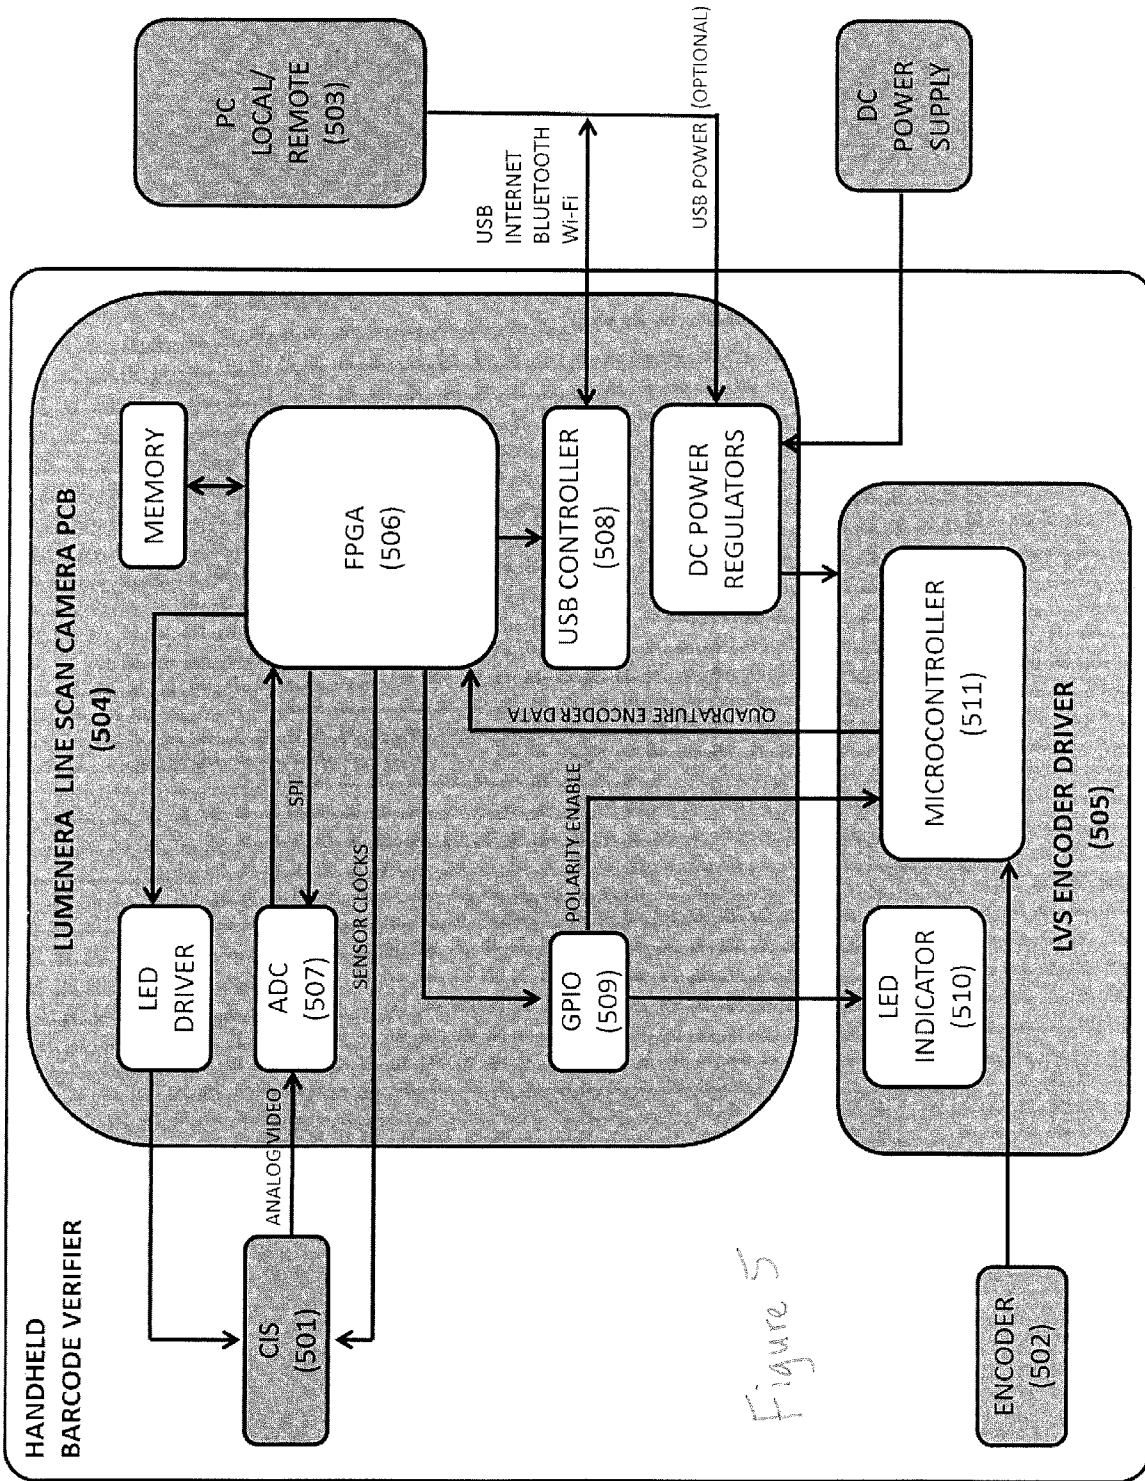 HANDHELD
BARCODE VERIFIER
LUMENERA LINE SCAN CAMERA PCB
(504)
PC
LOCAL/
REMOTE
(503)
LED
DRIVER
MEMORY
CIS
(501)
ANALOG VIDEO
ADC
(507)
SPI
SENSOR CLOCKS
FPGA
(506)
USB
INTERNET
BLUETOOTH
Wi-Fi
GPIO
(509)
POLARITY ENABLE
QUADRATURE ENCODER DATA
USB CONTROLLER
(508)
USB POWER (OPTIONAL)
DC POWER
REGULATORS
DC
POWER
SUPPLY
LED
INDICATOR
(510)
MICROCONTROLLER
(511)
LVS ENCODER DRIVER
(505)
ENCODER
(502)
Figure 5